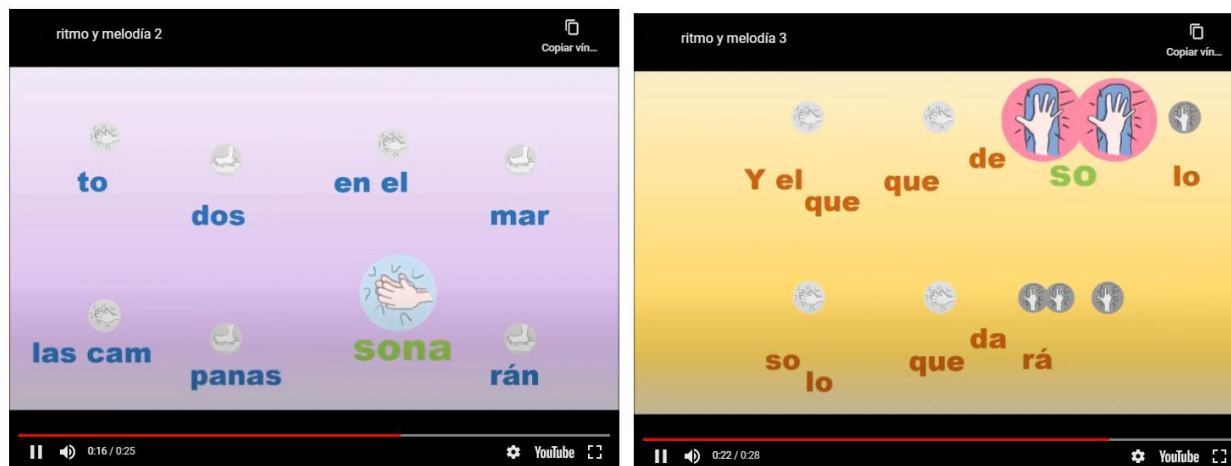 ritmo y melodía 2
Copiar vín...
to
dos
en el
mar
las cam
panas
sona
rán
0:16 / 0:25
YouTube
ritmo y melodía 3
Copiar vín...
Y el
que
que
de
so
lo
so
lo
que
da
rá
0:22 / 0:28
YouTube